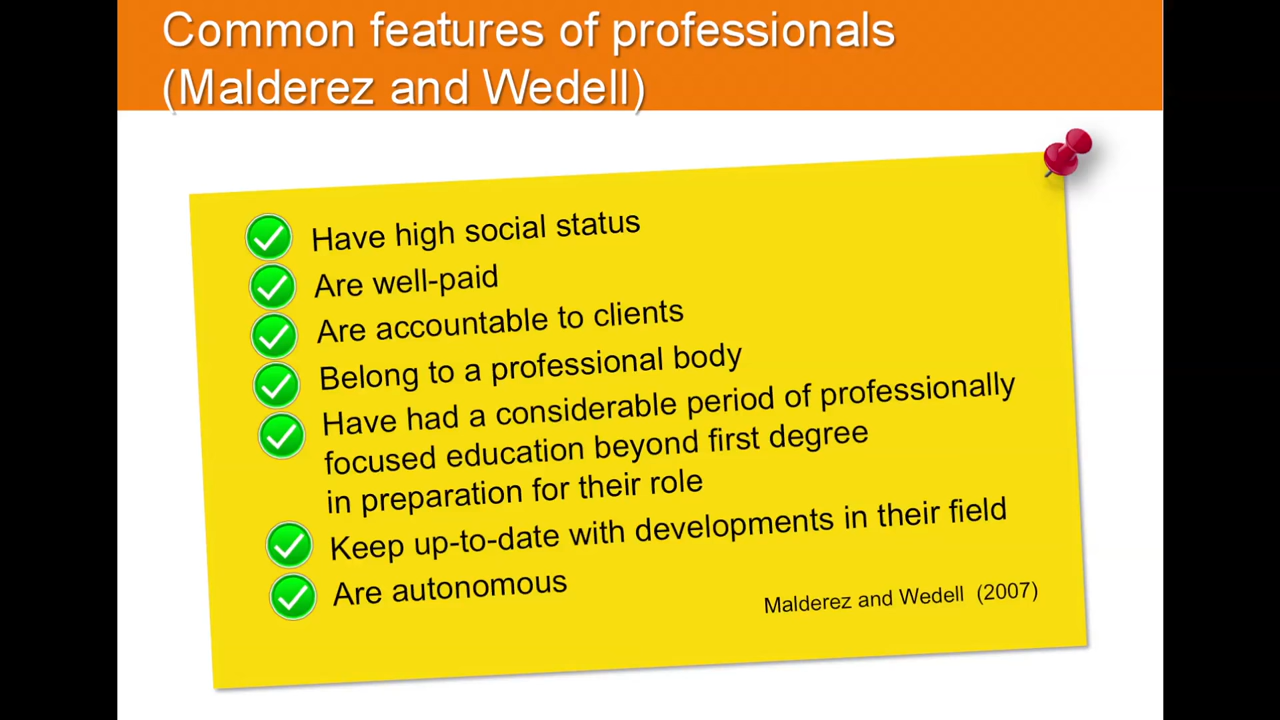 Common features of professionals
(Malderez and Wedell)
Have high social status
Are well-paid
Are accountable to clients
Belong to a professional body
Have had a considerable period of professionally
focused education beyond first degree
in preparation for their role
Keep up-to-date with developments in their field
Are autonomous
Malderez and Wedell (2007)